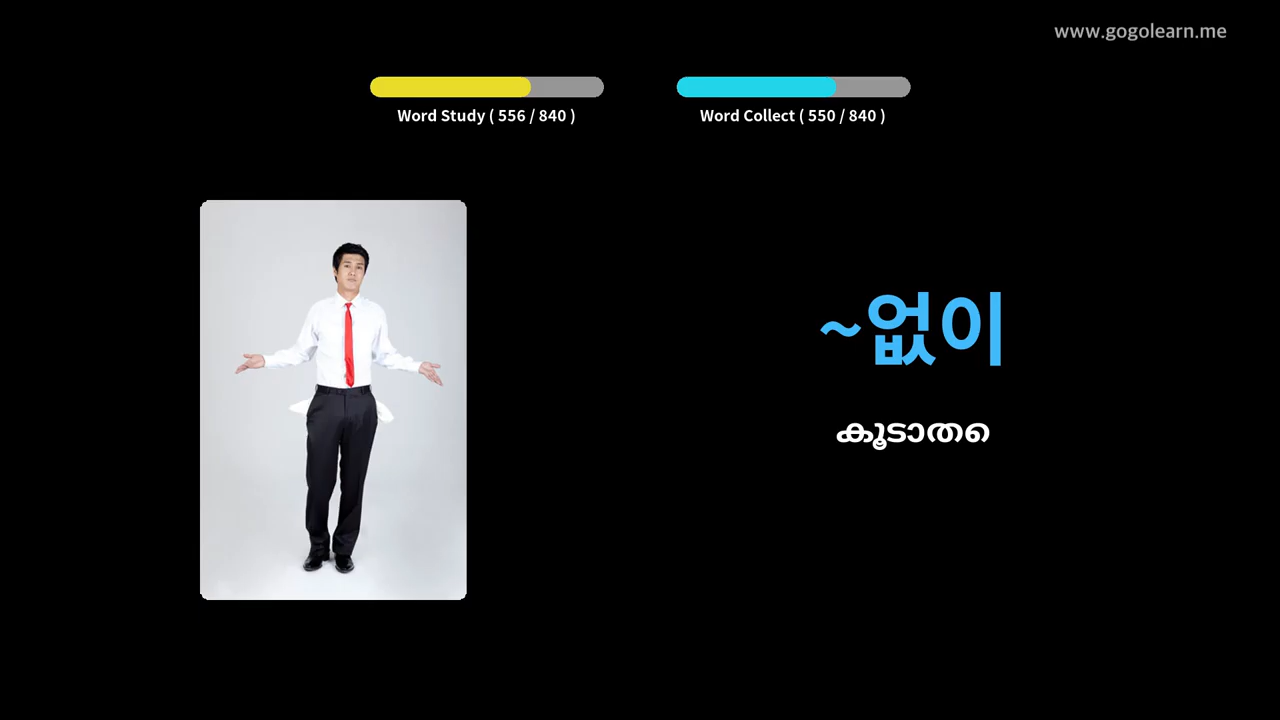 www.gogolearn.me
Word Study ( 556 / 840 )
Word Collect ( 550 / 840 )
~없이
കൂടാതെ